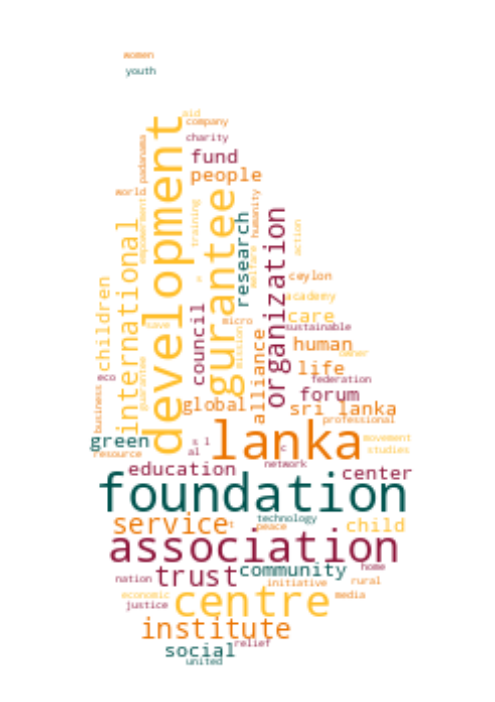 women
youth
aid
company
charity
fund
people
padanama
world
development
gurantee
international
empowerment
training
research
humanity
welfare
organization
action
ceylon
academy
care
sustainable
children
save
council
micro
mission
alliance
human
owner
life
federation
eco
guarantee
business
global
forum
sri lanka
professional
green
resource
s l
al
lanka
c
movement
studies
network
education
center
foundation
service
t
technology
peace
child
association
community
home
nation
trust
initiative
rural
economic
justice
centre
media
institute
relief
social
united